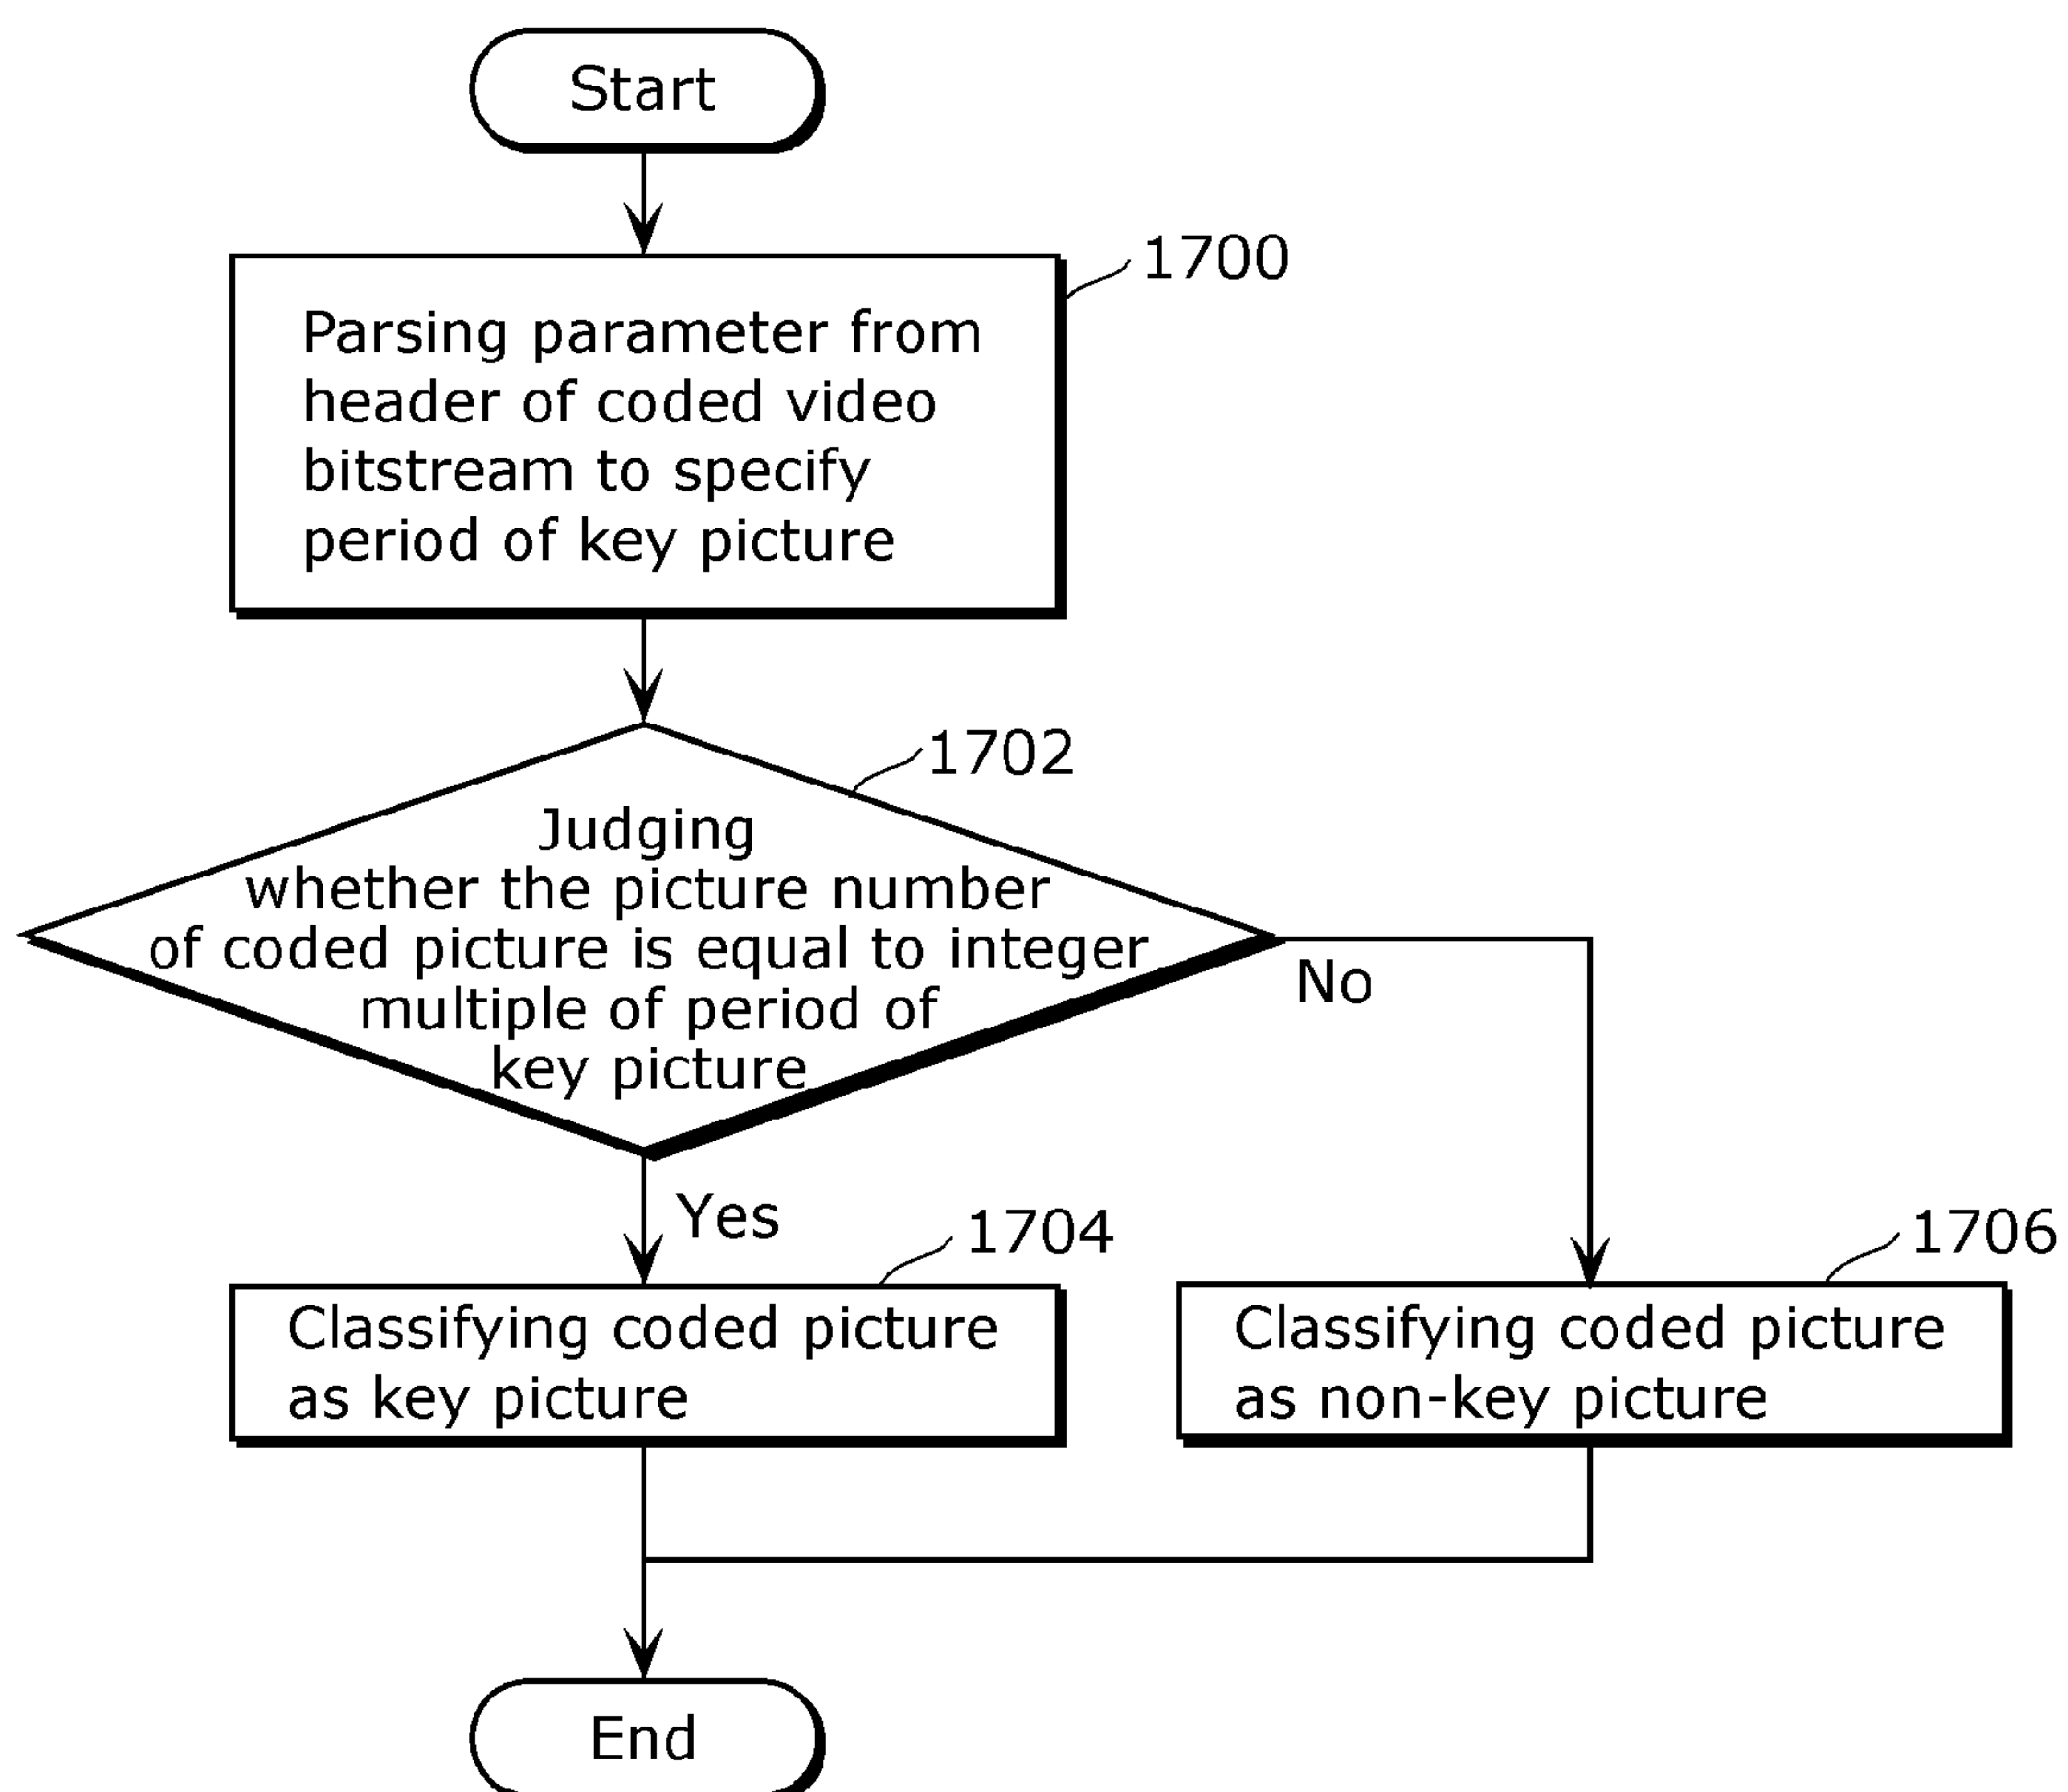 Start
1700
Parsing parameter from
header of coded video
bitstream to specify
period of key picture
1702
Judging
whether the picture number
of coded picture is equal to integer
multiple of period of
key picture
No
Yes
1704
1706
Classifying coded picture
as key picture
Classifying coded picture
as non-key picture
End